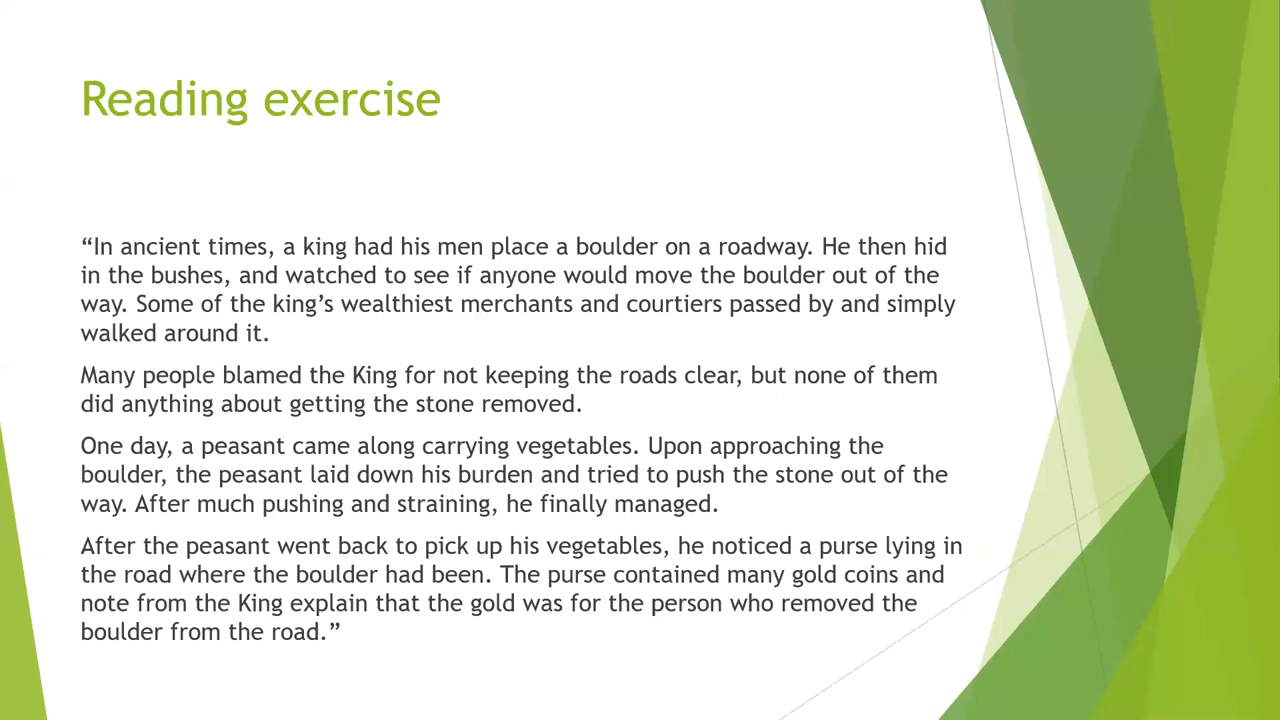 Reading exercise
“In ancient times, a king had his men place a boulder on a roadway. He then hid
in the bushes, and watched to see if anyone would move the boulder out of the
way. Some of the king’s wealthiest merchants and courtiers passed by and simply
walked around it.
Many people blamed the King for not keeping the roads clear, but none of them
did anything about getting the stone removed.
One day, a peasant came along carrying vegetables. Upon approaching the
boulder, the peasant laid down his burden and tried to push the stone out of the
way. After much pushing and straining, he finally managed.
After the peasant went back to pick up his vegetables, he noticed a purse lying in
the road where the boulder had been. The purse contained many gold coins and
note from the King explain that the gold was for the person who removed the
boulder from the road.”